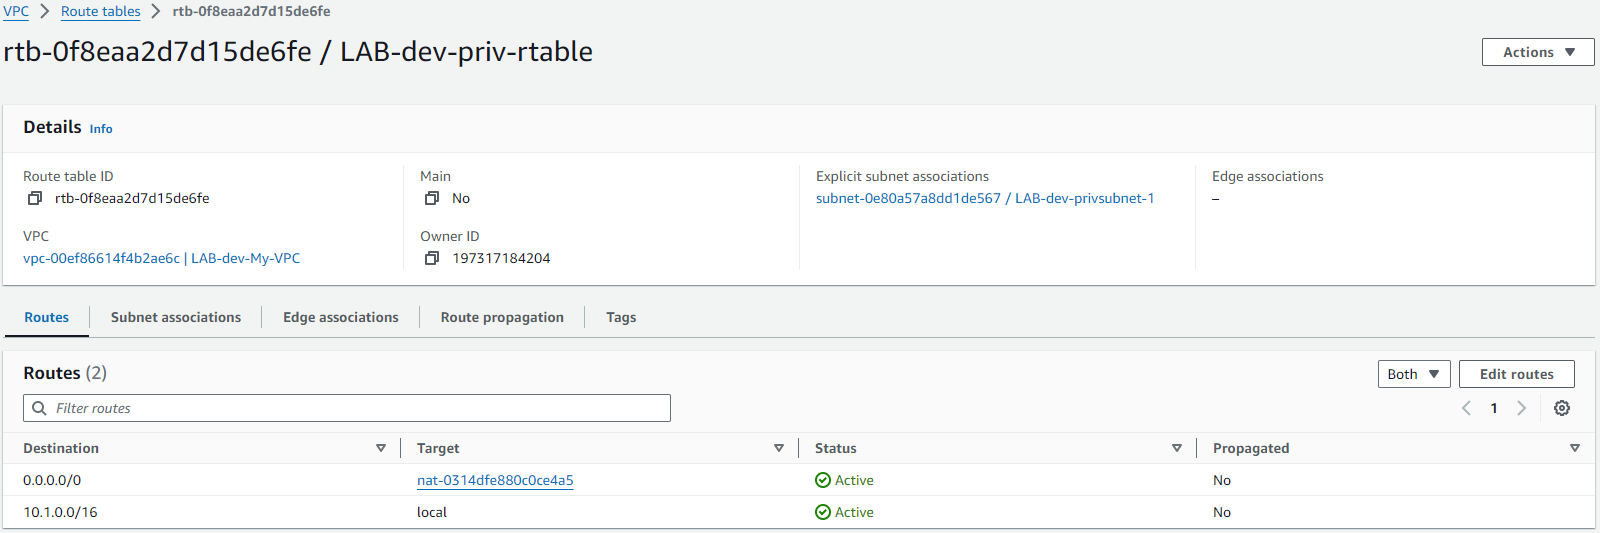 VPC > Route tables > rtb-0f8eaa2d7d15de6fe
rtb-0f8eaa2d7d15de6fe / LAB-dev-priv-rtable
Actions
Details Info
Route table ID
rtb-0f8eaa2d7d15de6fe
Main
No
Explicit subnet associations
subnet-0e80a57a8dd1de567 / LAB-dev-privsubnet-1
Edge associations
–
VPC
vpc-00ef86614f4b2ae6c | LAB-dev-My-VPC
Owner ID
197317184204
Routes Subnet associations Edge associations Route propagation Tags
Routes (2)
Both Edit routes
Filter routes
1
Destination Target Status Propagated
0.0.0.0/0 nat-0314dfe880c0ce4a5 Active No
10.1.0.0/16 local Active No